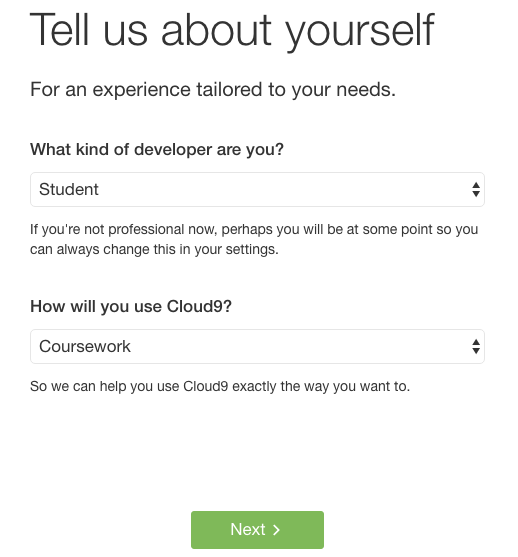 Tell us about yourself
For an experience tailored to your needs.
What kind of developer are you?
Student
If you're not professional now, perhaps you will be at some point so you
can always change this in your settings.
How will you use Cloud9?
Coursework
So we can help you use Cloud9 exactly the way you want to.
Next >